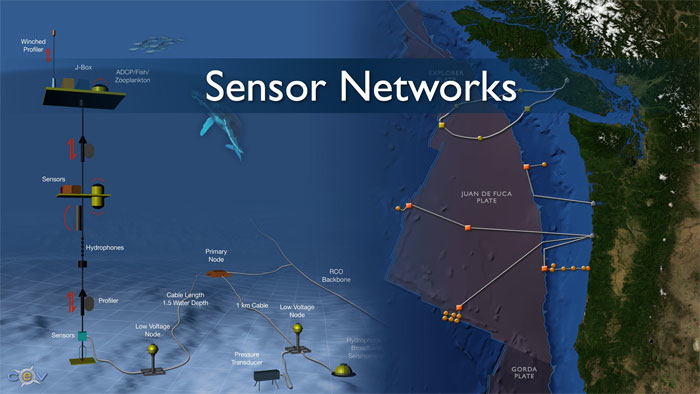 Sensor Networks
Winched
Profiler
J-Box
ADCP/Fish/
Zooplankton
Sensors
Hydrophones
Profiler
Sensors
Low Voltage
Node
Cable Length
1.5 Water Depth
Primary
Node
1 km Cable
Low Voltage
Node
RCO
Backbone
Pressure
Transducer
cev
EXPLORER
JUAN DE FUCA
PLATE
GORDA
PLATE